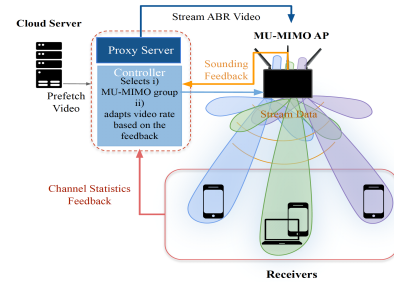 Stream ABR Video
Cloud Server
MU-MIMO AP
Proxy Server
Sounding
Feedback
Controller
Selects i)
MU-MIMO group
ii)
adapts video rate
based on the
feedback
Prefetch
Video
Stream Data
Channel Statistics
Feedback
Receivers